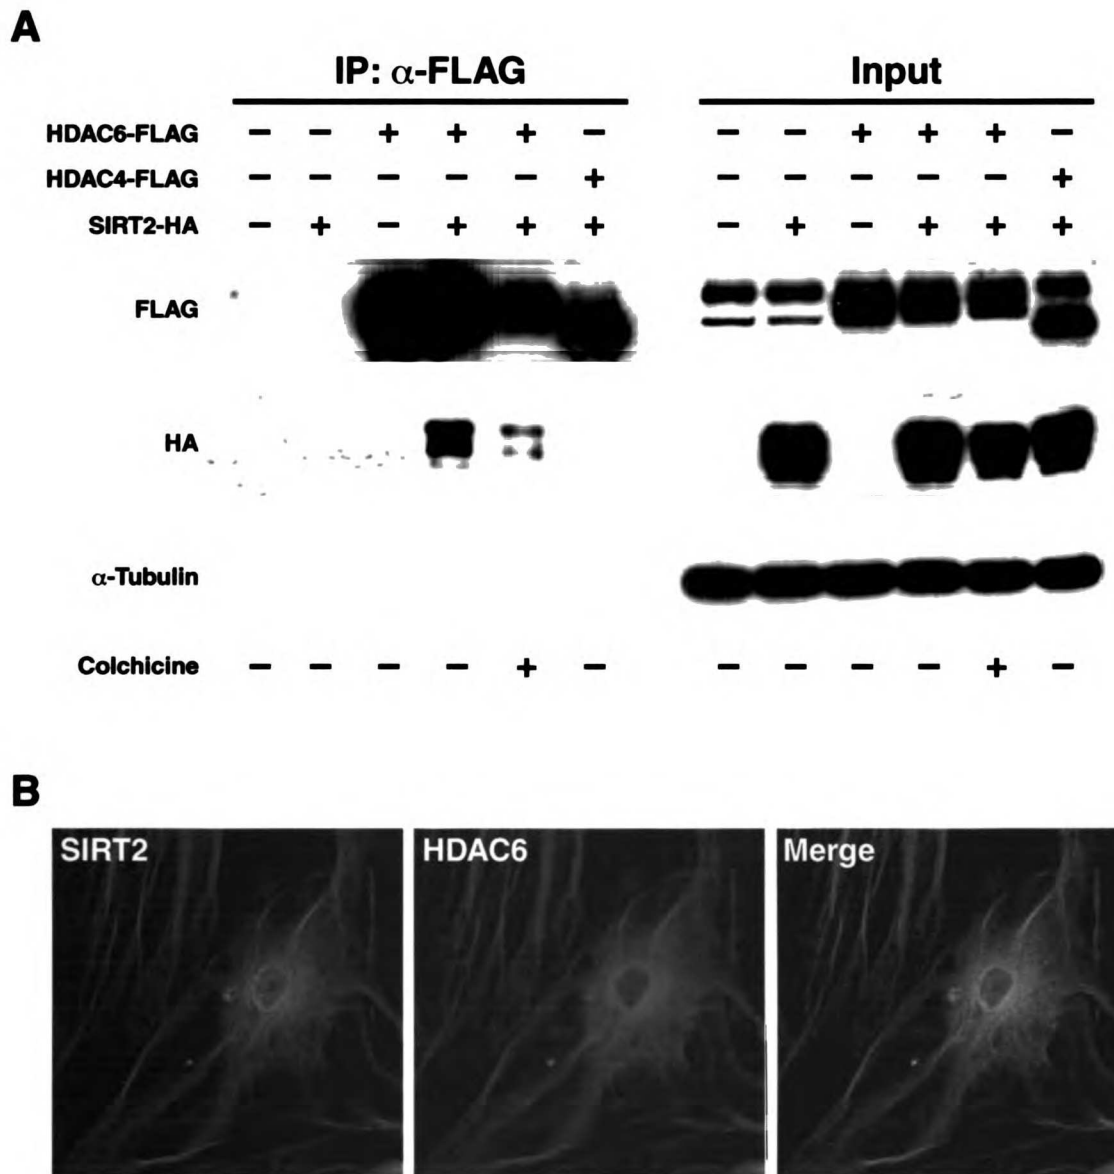 A
IP: α-FLAG Input
HDAC6-FLAG − − + + + − − − + + + −
HDAC4-FLAG − − − − − + − − − − − +
SIRT2-HA − + − + + + − + − + + +
FLAG
HA
α-Tubulin
Colchicine − − − − + − − − − − + −
B
SIRT2 HDAC6 Merge